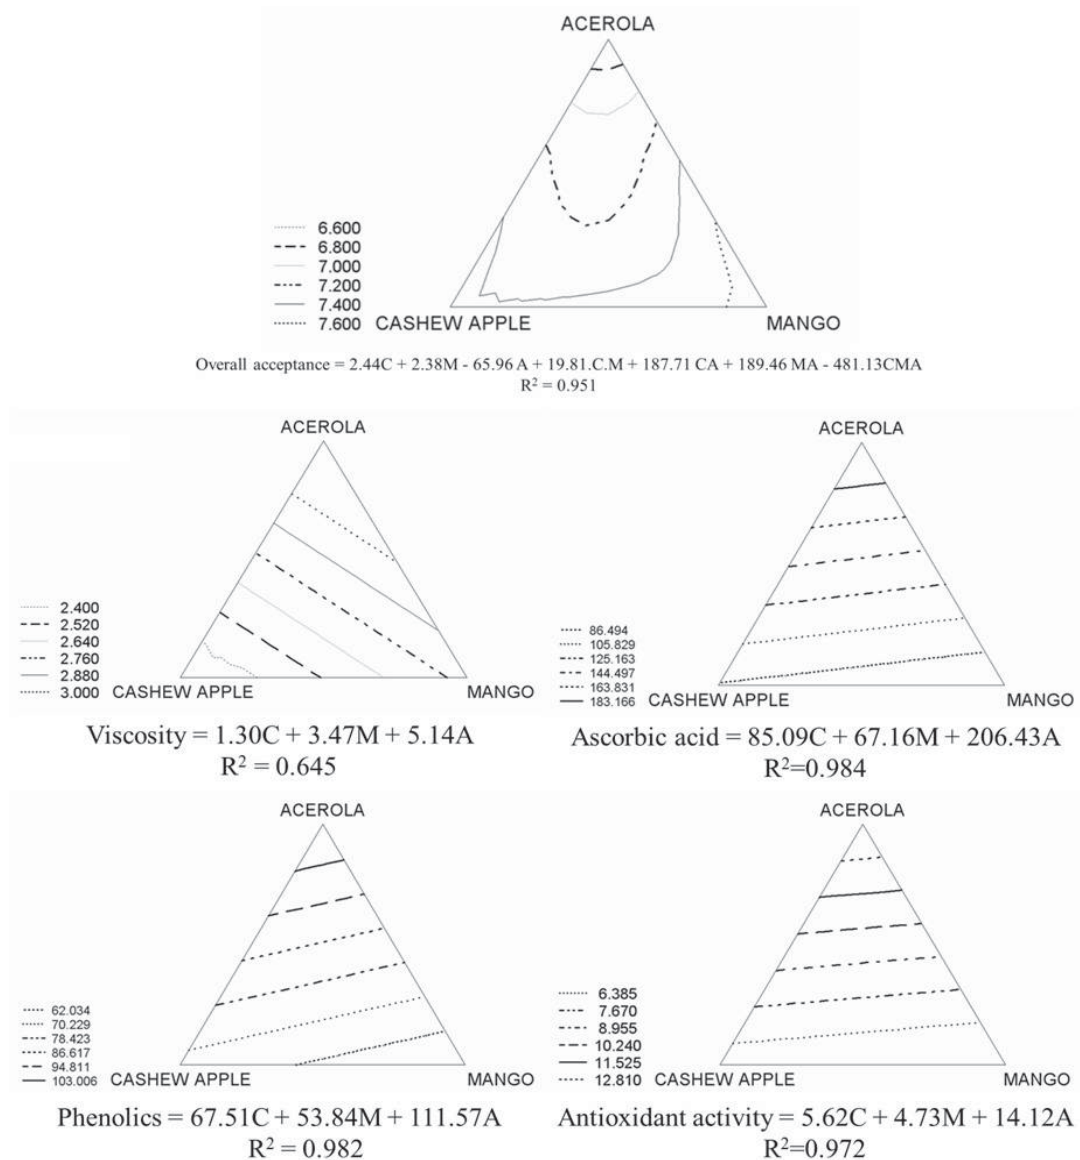 ACEROLA
6.600
6.800
7.000
7.200
7.400
7.600
CASHEW APPLE
MANGO
Overall acceptance = 2.44C + 2.38M - 65.96 A + 19.81.C.M + 187.71 CA + 189.46 MA - 481.13CMA
R² = 0.951
ACEROLA
2.400
2.520
2.640
2.760
2.880
3.000
CASHEW APPLE
MANGO
Viscosity = 1.30C + 3.47M + 5.14A
R² = 0.645
ACEROLA
86.494
105.829
125.163
144.497
163.831
183.166
CASHEW APPLE
MANGO
Ascorbic acid = 85.09C + 67.16M + 206.43A
R²=0.984
ACEROLA
62.034
70.229
78.423
86.617
94.811
103.006
CASHEW APPLE
MANGO
Phenolics = 67.51C + 53.84M + 111.57A
R² = 0.982
ACEROLA
6.385
7.670
8.955
10.240
11.525
12.810
CASHEW APPLE
MANGO
Antioxidant activity = 5.62C + 4.73M + 14.12A
R²=0.972